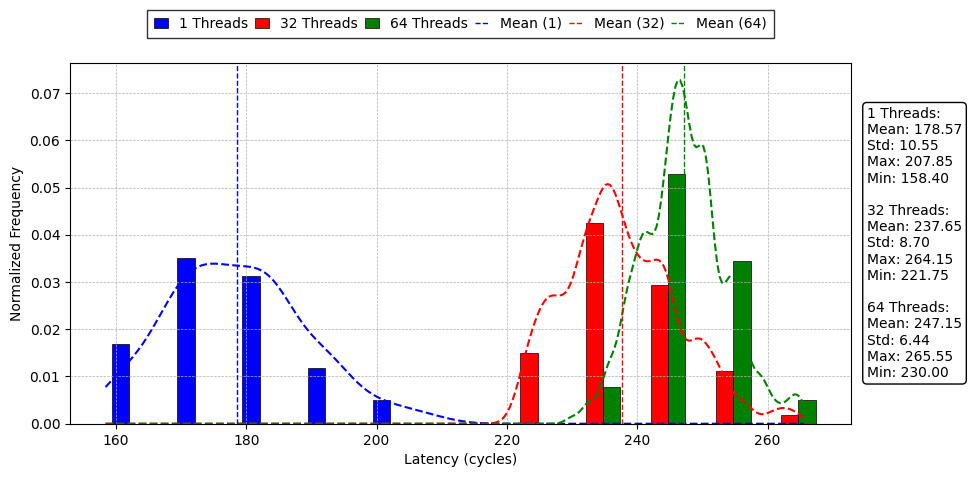 1 Threads 32 Threads 64 Threads Mean (1) Mean (32) Mean (64)
0.07
0.06
0.05
0.04
0.03
0.02
0.01
0.00
Normalized Frequency
160 180 200 220 240 260
Latency (cycles)
1 Threads:
Mean: 178.57
Std: 10.55
Max: 207.85
Min: 158.40
32 Threads:
Mean: 237.65
Std: 8.70
Max: 264.15
Min: 221.75
64 Threads:
Mean: 247.15
Std: 6.44
Max: 265.55
Min: 230.00